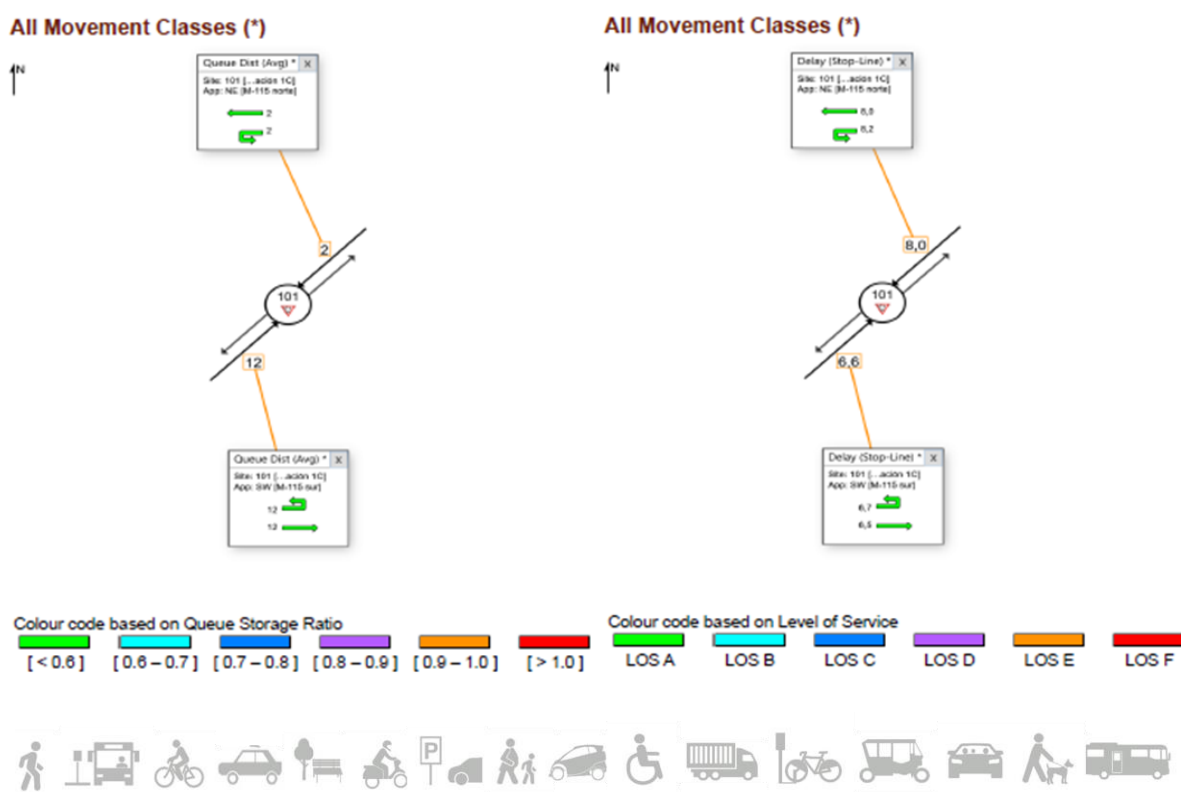 All Movement Classes (*)
N
Queue Dist (Avg) * x
Site: 101 [...ación 1C]
App: NE [M-115 norte]
2
2
2
101
12
Queue Dist (Avg) * x
Site: 101 [...ación 1C]
App: SW [M-115 sur]
12
12
Colour code based on Queue Storage Ratio
[ < 0.6 ] [ 0.6 – 0.7 ] [ 0.7 – 0.8 ] [ 0.8 – 0.9 ] [ 0.9 – 1.0 ] [ > 1.0 ]
All Movement Classes (*)
N
Delay (Stop-Line) * x
Site: 101 [...ación 1C]
App: NE [M-115 norte]
8,0
8,2
8,0
101
6,6
Delay (Stop-Line) * x
Site: 101 [...ación 1C]
App: SW [M-115 sur]
6,7
6,5
Colour code based on Level of Service
LOS A LOS B LOS C LOS D LOS E LOS F
P